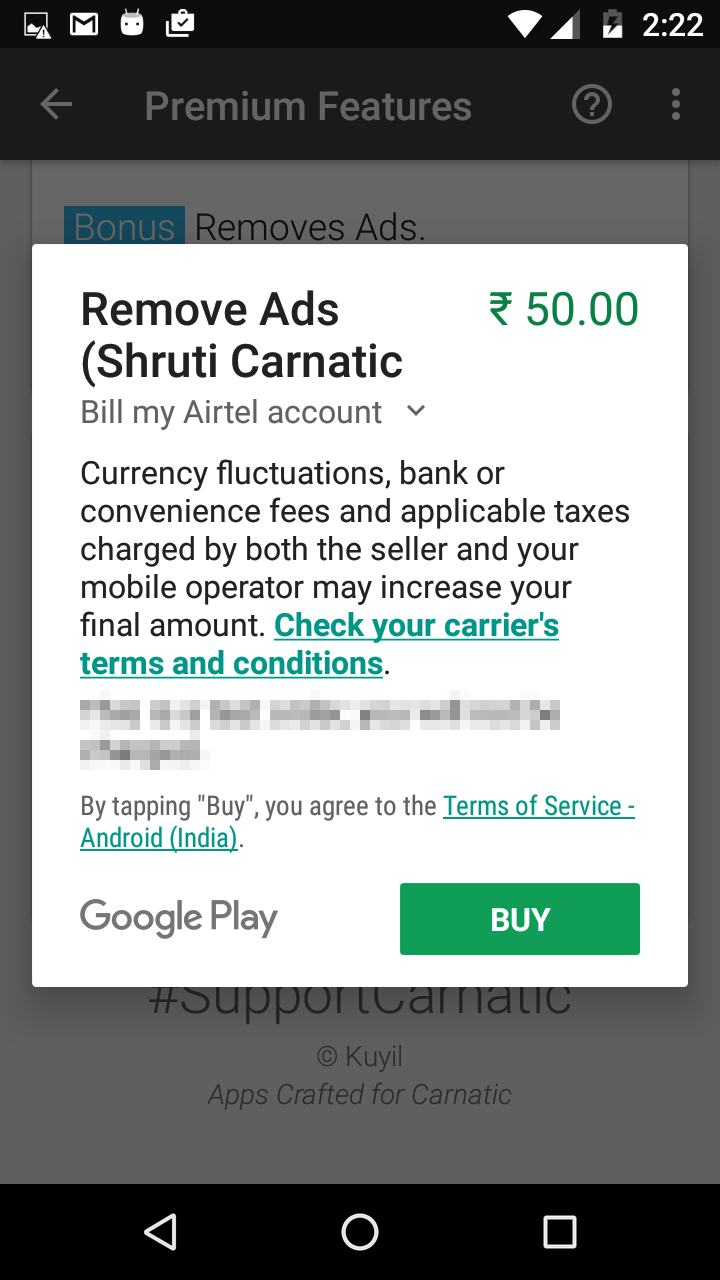 2:22
Premium Features
Bonus Removes Ads.
Remove Ads
(Shruti Carnatic
₹ 50.00
Bill my Airtel account
Currency fluctuations, bank or
convenience fees and applicable taxes
charged by both the seller and your
mobile operator may increase your
final amount. Check your carrier's
terms and conditions.
By tapping "Buy", you agree to the Terms of Service -
Android (India).
Google Play
BUY
#SupportCarnatic
© Kuyil
Apps Crafted for Carnatic